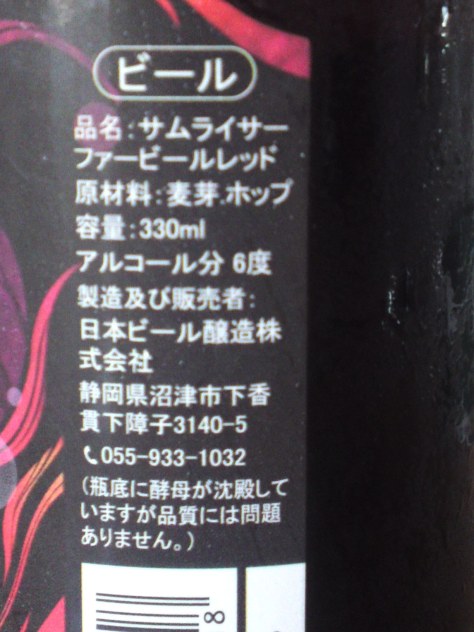 ビール
品名:サムライサー
ファービールレッド
原材料:麦芽.ホップ
容量:330ml
アルコール分 6度
製造及び販売者:
日本ビール醸造株
式会社
静岡県沼津市下香
貫下障子3140-5
055-933-1032
(瓶底に酵母が沈殿して
いますが品質には問題
ありません。)
8